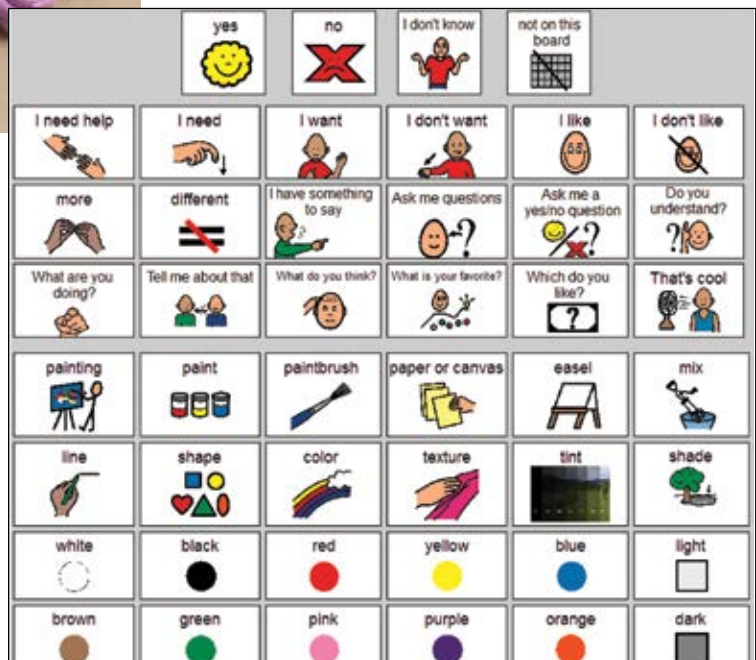 yes no I don't know not on this
board
I need help I need I want I don't want I like I don't like
more different I have something
to say Ask me questions Ask me a
yes/no question Do you
understand?
What are you
doing? Tell me about that What do you think? What is your favorite? Which do you
like? That's cool
painting paint paintbrush paper or canvas easel mix
line shape color texture tint shade
white black red yellow blue light
brown green pink purple orange dark